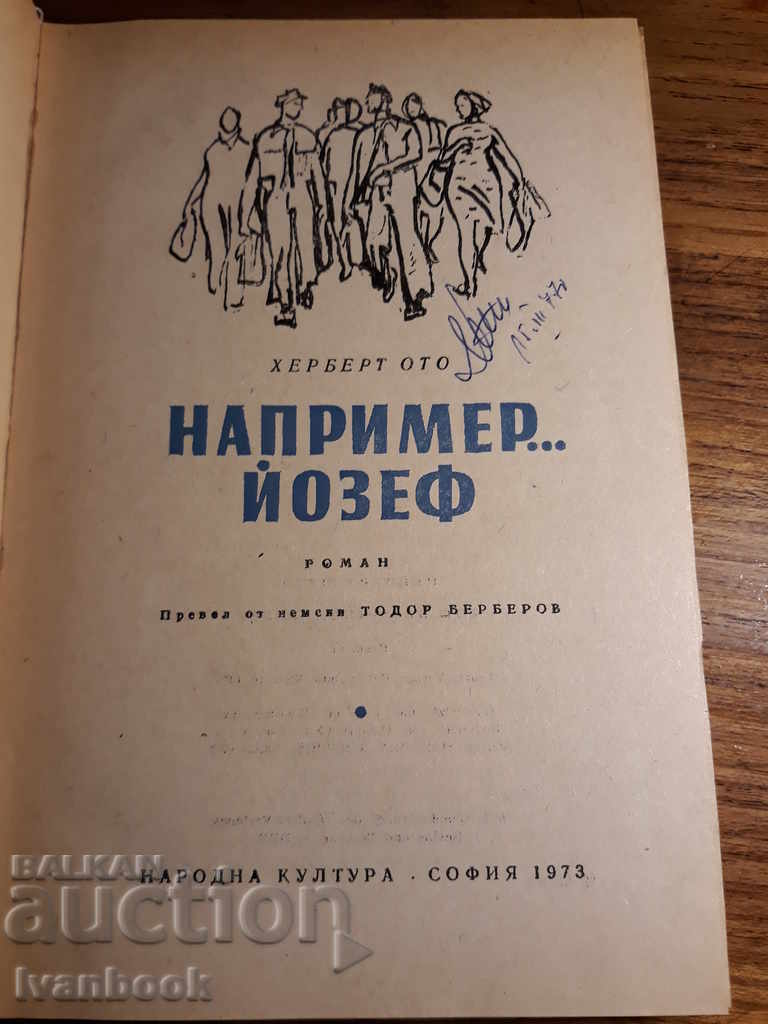 ХЕРБЕРТ ОТО
НАПРИМЕР...
ЙОЗЕФ
РОМАН
Превел от немски ТОДОР БЕРБЕРОВ
НАРОДНА КУЛТУРА · СОФИЯ 1973
BALKAN
auction
Ivanbook